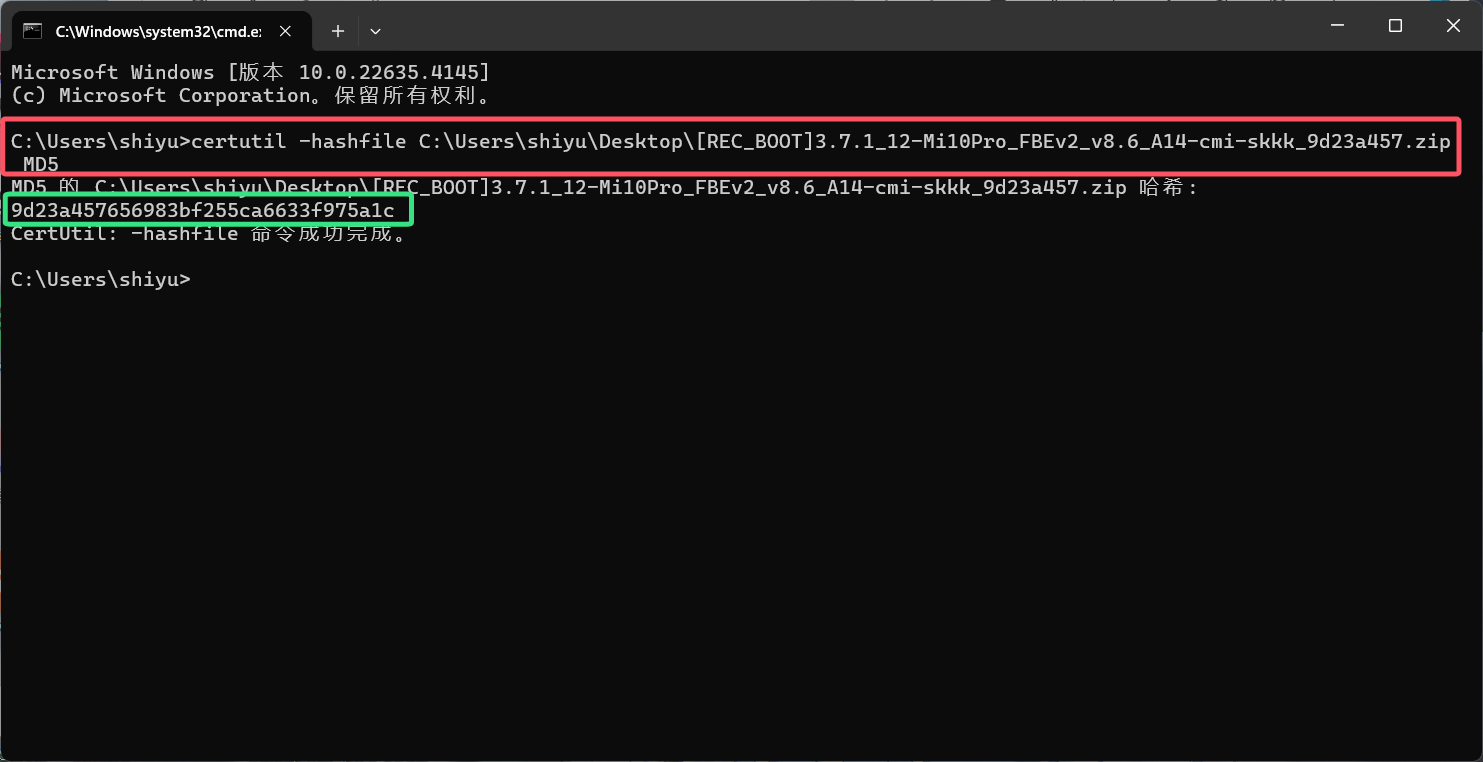 C:\Windows\system32\cmd.e
Microsoft Windows [版本 10.0.22635.4145]
(c) Microsoft Corporation。保留所有权利。
C:\Users\shiyu>certutil -hashfile C:\Users\shiyu\Desktop\[REC_BOOT]3.7.1_12-Mi10Pro_FBEv2_v8.6_A14-cmi-skkk_9d23a457.zip
MD5
MD5 的 C:\Users\shiyu\Desktop\[REC_BOOT]3.7.1_12-Mi10Pro_FBEv2_v8.6_A14-cmi-skkk_9d23a457.zip 哈希:
9d23a457656983bf255ca6633f975a1c
CertUtil: -hashfile 命令成功完成。
C:\Users\shiyu>